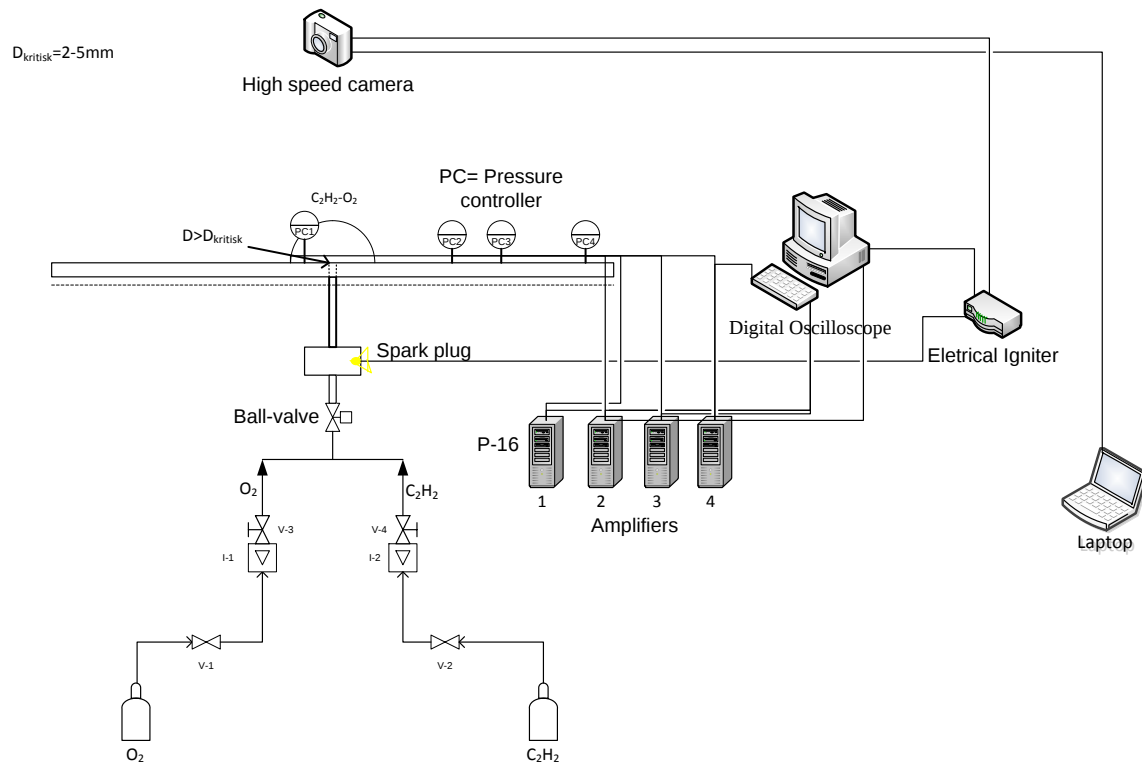 D_kritisk=2-5mm
High speed camera
PC= Pressure
controller
C₂H₂-O₂
PC1
PC2
PC3
PC4
D>D_kritisk
Digital Oscilloscope
Spark plug
Eletrical Igniter
Ball-valve
P-16
O₂
C₂H₂
1
2
3
4
Amplifiers
V-3
V-4
I-1
I-2
Laptop
V-1
V-2
O₂
C₂H₂